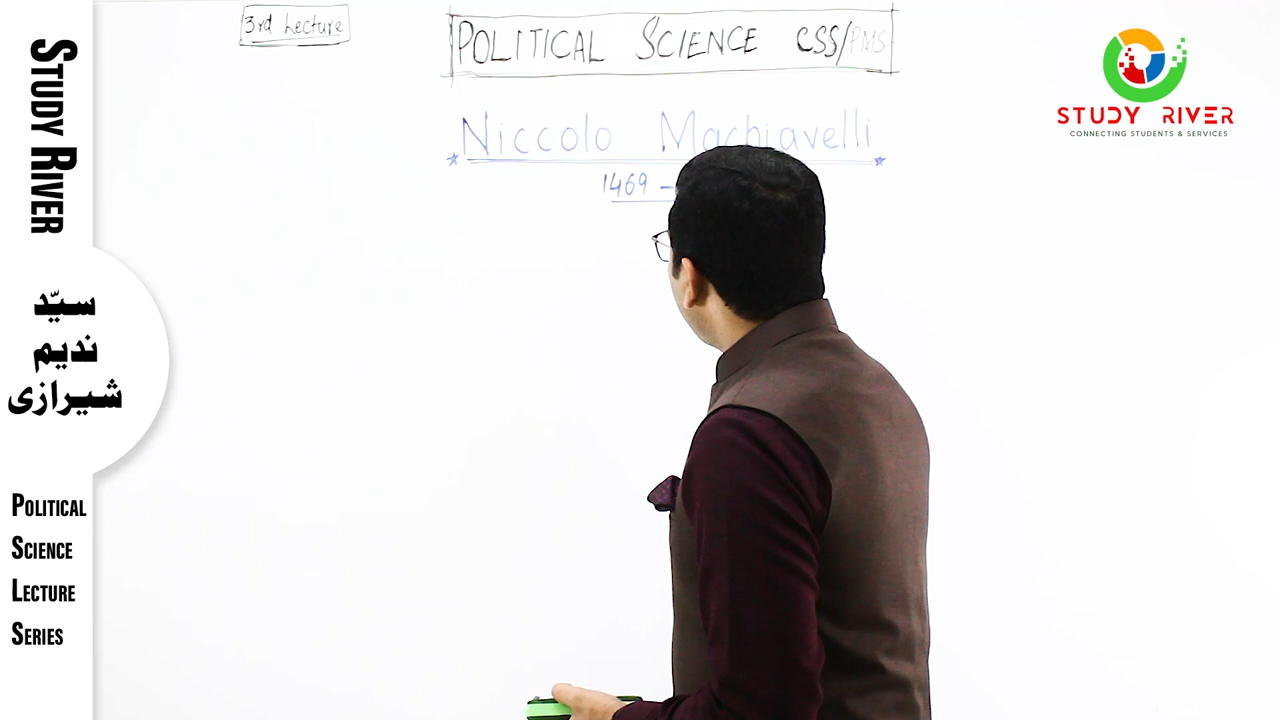 3rd Lecture
POLITICAL SCIENCE CSS/PMS
Niccolo Machiavelli
1469 -
STUDY RIVER
CONNECTING STUDENTS & SERVICES
STUDY RIVER
سیّد
ندیم
شیرازی
POLITICAL
SCIENCE
LECTURE
SERIES